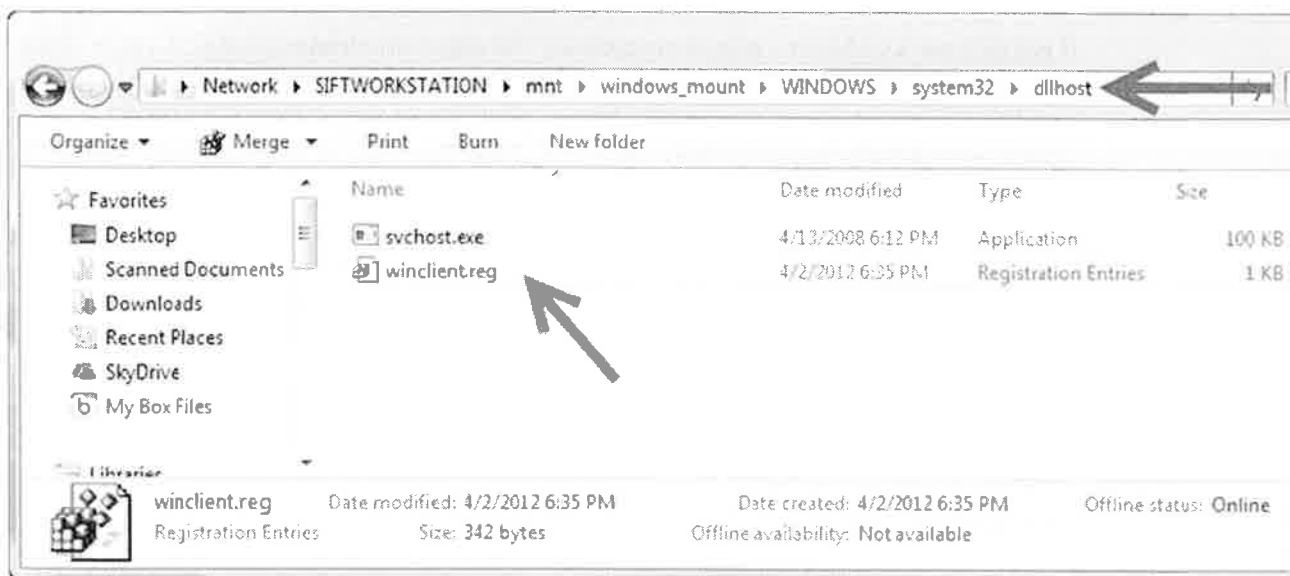 Network ▸ SIFTWORKSTATION ▸ mnt ▸ windows_mount ▸ WINDOWS ▸ system32 ▸ dllhost
Organize Merge Print Burn New folder
Name Date modified Type Size
Favorites
Desktop
Scanned Documents
Downloads
Recent Places
SkyDrive
My Box Files
Libraries
svchost.exe 4/13/2008 6:12 PM Application 100 KB
winclient.reg 4/2/2012 6:35 PM Registration Entries 1 KB
winclient.reg Date modified: 4/2/2012 6:35 PM Date created: 4/2/2012 6:35 PM Offline status: Online
Registration Entries Size: 342 bytes Offline availability: Not available